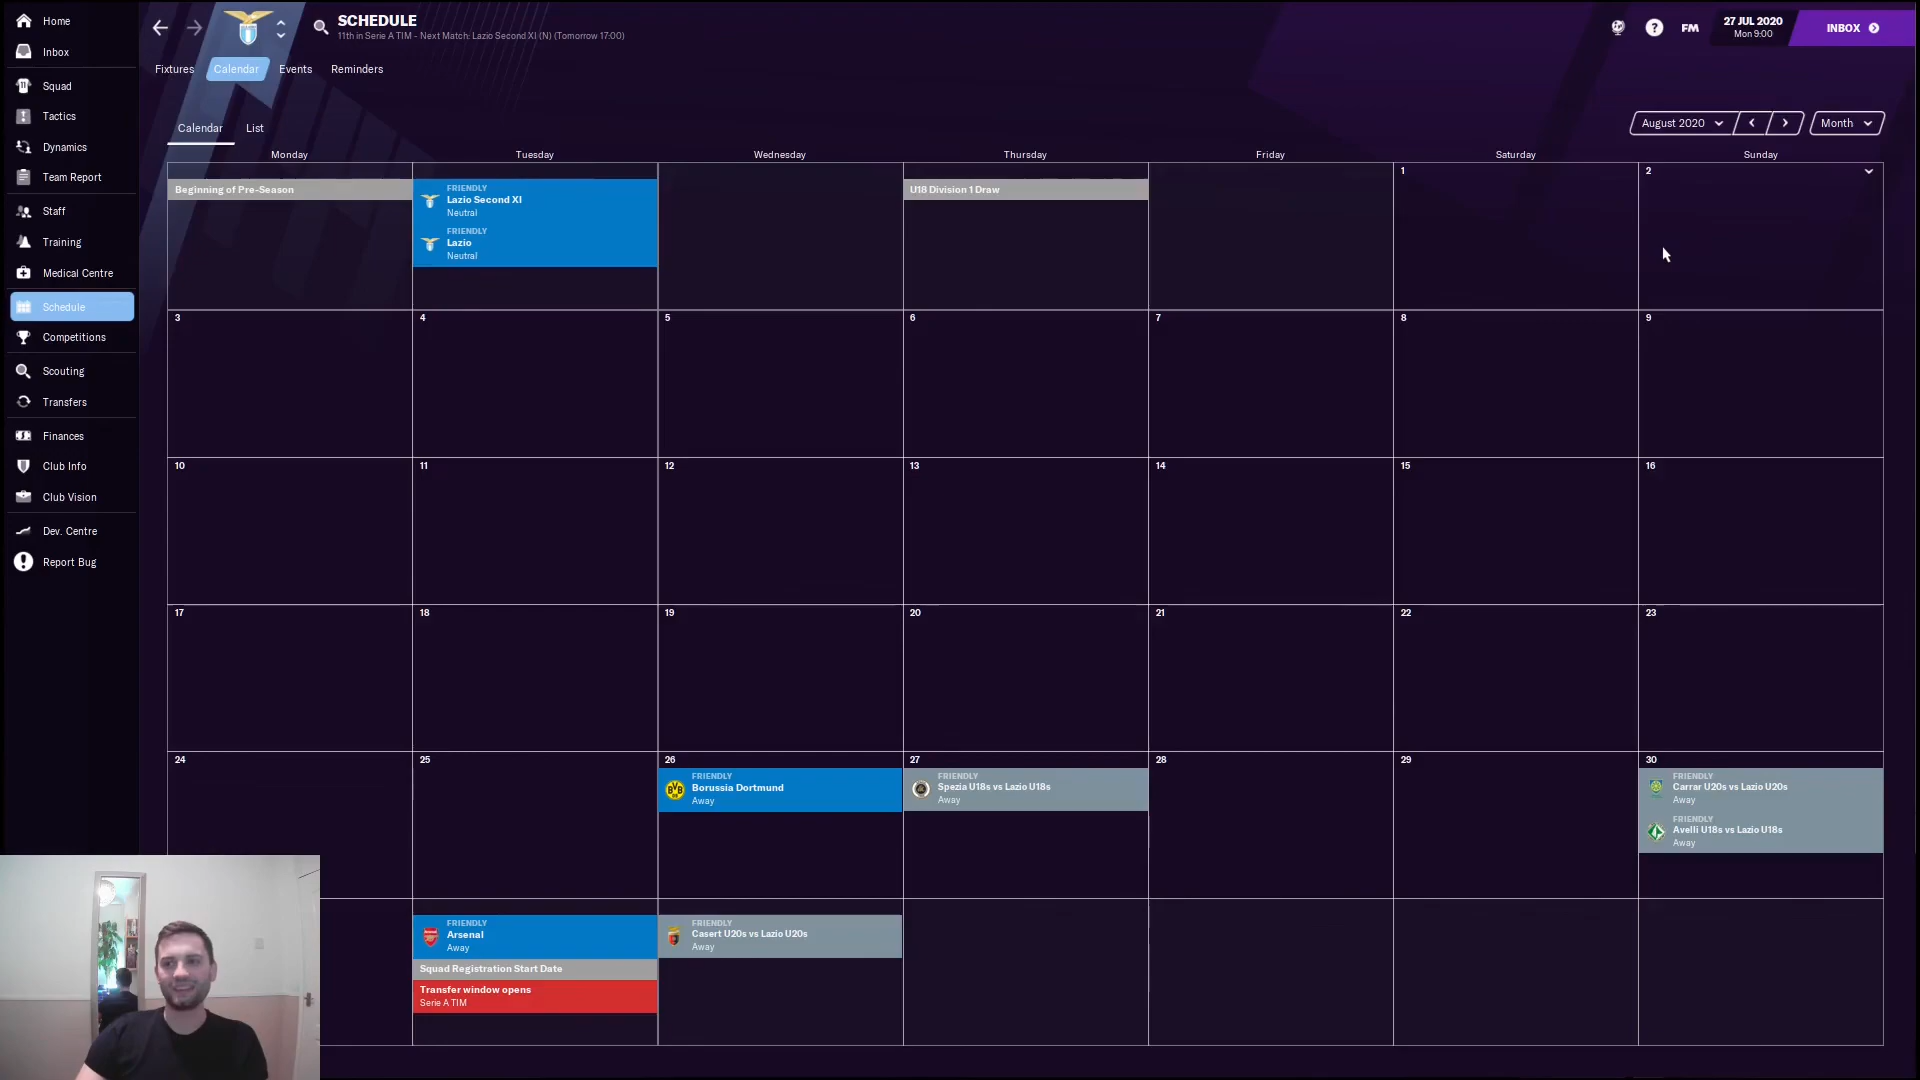 Home
Inbox
Squad
Tactics
Dynamics
Team Report
Staff
Training
Medical Centre
Schedule
Competitions
Scouting
Transfers
Finances
Club Info
Club Vision
Dev. Centre
Report Bug
SCHEDULE
11th in Serie A TIM - Next Match: Lazio Second XI (N) (Tomorrow 17:00)
FM
27 JUL 2020
Mon 9:00
INBOX
Fixtures Calendar Events Reminders
Calendar List
August 2020 Month
Monday Tuesday Wednesday Thursday Friday Saturday Sunday
Beginning of Pre-Season
FRIENDLY
Lazio Second XI
Neutral
FRIENDLY
Lazio
Neutral
U18 Division 1 Draw
1 2
3 4 5 6 7 8 9
10 11 12 13 14 15 16
17 18 19 20 21 22 23
24 25 26 27 28 29 30
FRIENDLY
Borussia Dortmund
Away
FRIENDLY
Spezia U18s vs Lazio U18s
Away
FRIENDLY
Carrar U20s vs Lazio U20s
Away
FRIENDLY
Avelli U18s vs Lazio U18s
Away
FRIENDLY
Arsenal
Away
Squad Registration Start Date
Transfer window opens
Serie A TIM
FRIENDLY
Casert U20s vs Lazio U20s
Away